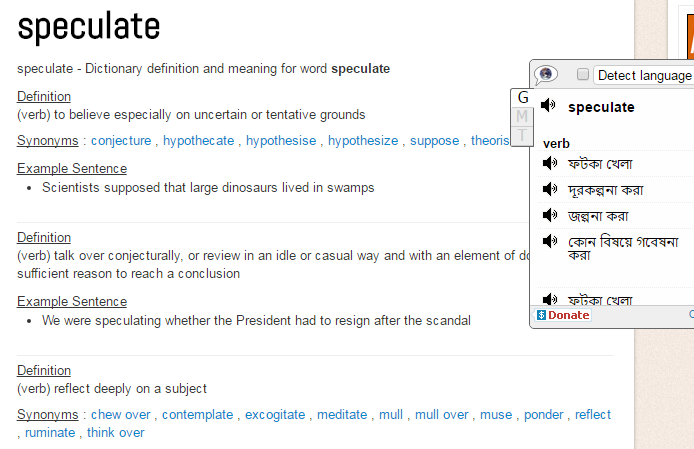 speculate
speculate - Dictionary definition and meaning for word speculate
Definition
(verb) to believe especially on uncertain or tentative grounds
Synonyms : conjecture , hypothecate , hypothesise , hypothesize , suppose ,
Example Sentence
• Scientists supposed that large dinosaurs lived in swamps
Definition
(verb) talk over conjecturally, or review in an idle or casual way and with an element of
sufficient reason to reach a conclusion
Example Sentence
• We were speculating whether the President had to resign after the scandal
Definition
(verb) reflect deeply on a subject
Synonyms : chew over , contemplate , excogitate , meditate , mull , mull over , muse , ponder , reflect
, ruminate , think over
Detect language
G
M
T
speculate
verb
ফটকা খেলা
দূরকল্পনা করা
জল্পনা করা
কোন বিষয়ে গবেষনা
করা
ফটকা খেলা
$ Donate